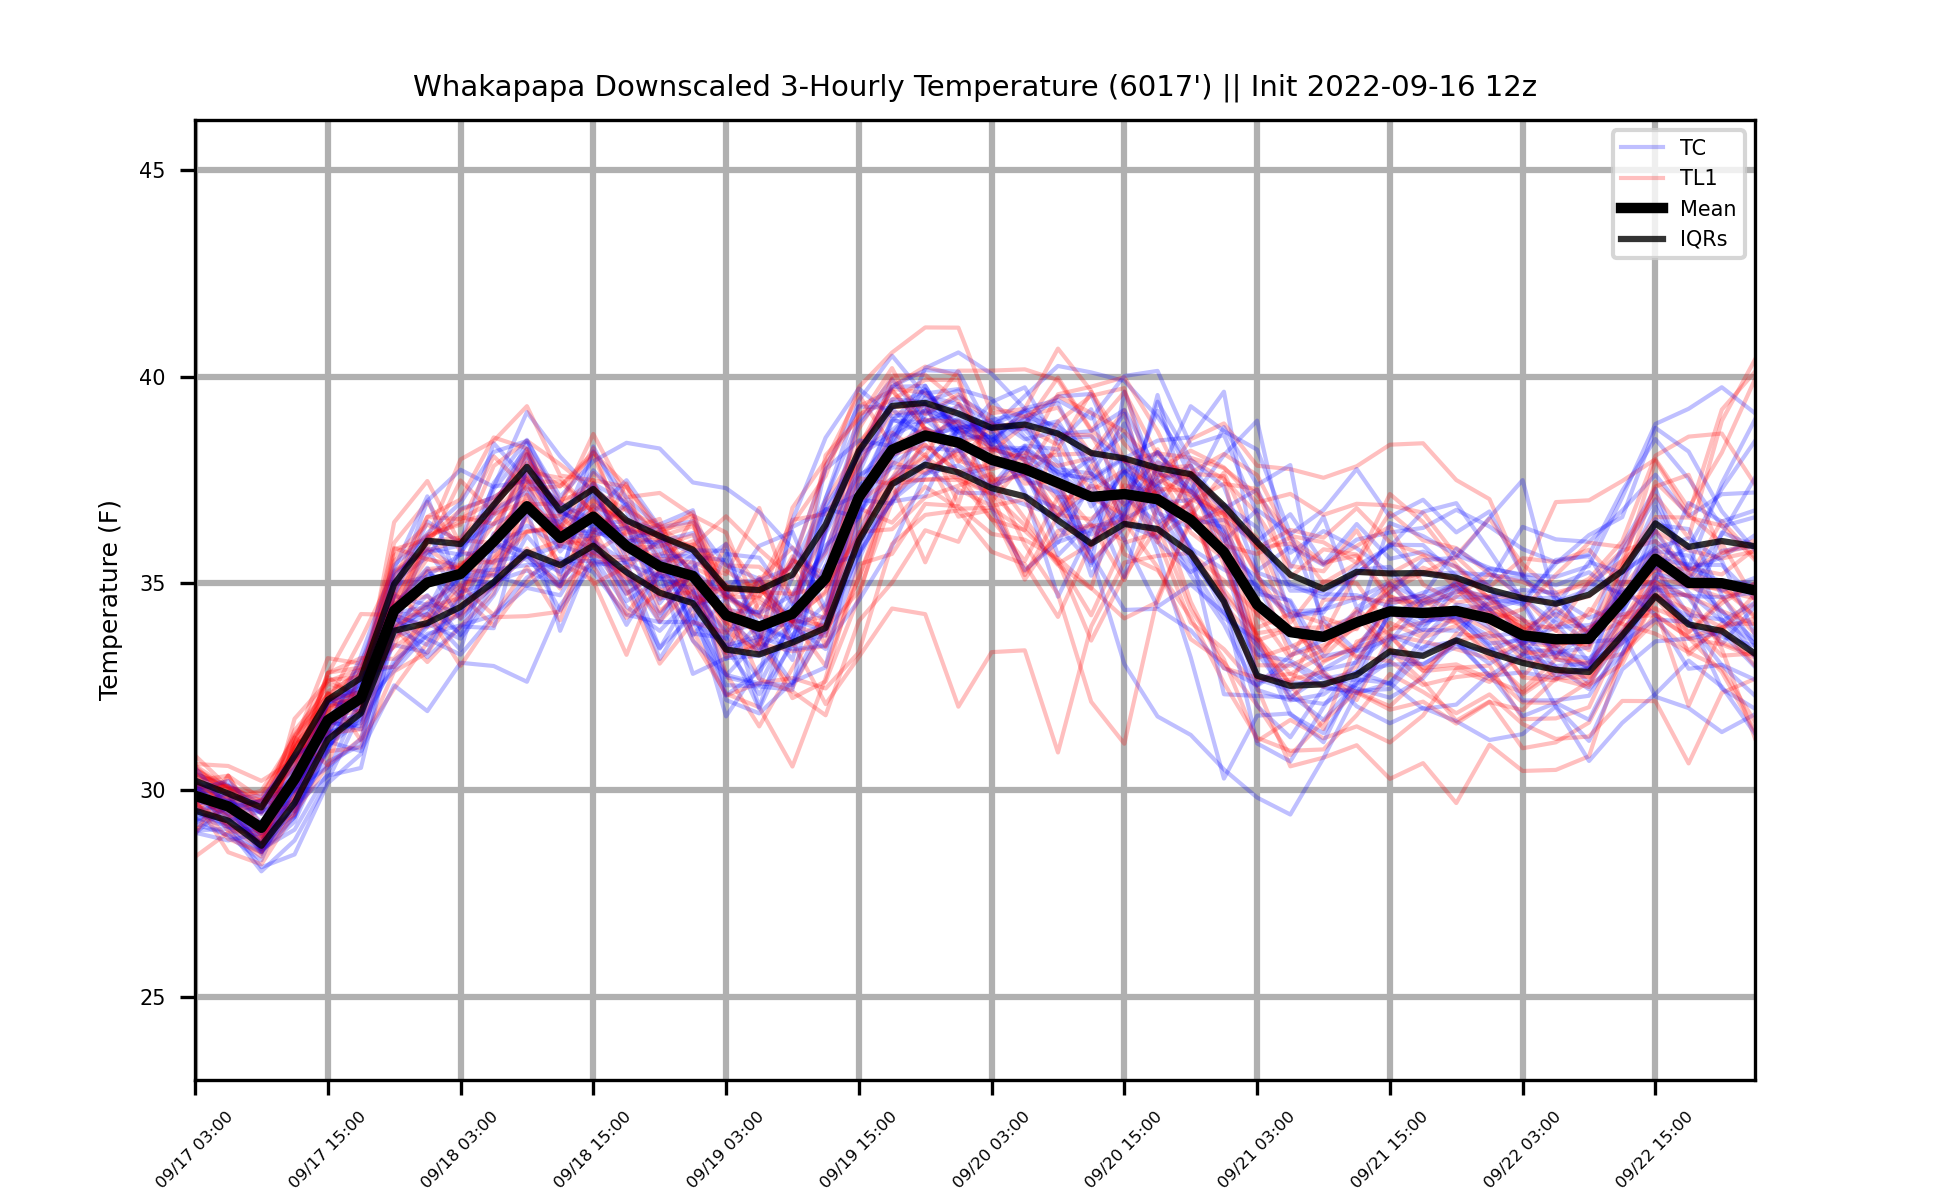 Whakapapa Downscaled 3-Hourly Temperature (6017') || Init 2022-09-16 12z
TC
TL1
Mean
IQRs
Temperature (F)
45
40
35
30
25
09/17 03:00
09/17 15:00
09/18 03:00
09/18 15:00
09/19 03:00
09/19 15:00
09/20 03:00
09/20 15:00
09/21 03:00
09/21 15:00
09/22 03:00
09/22 15:00